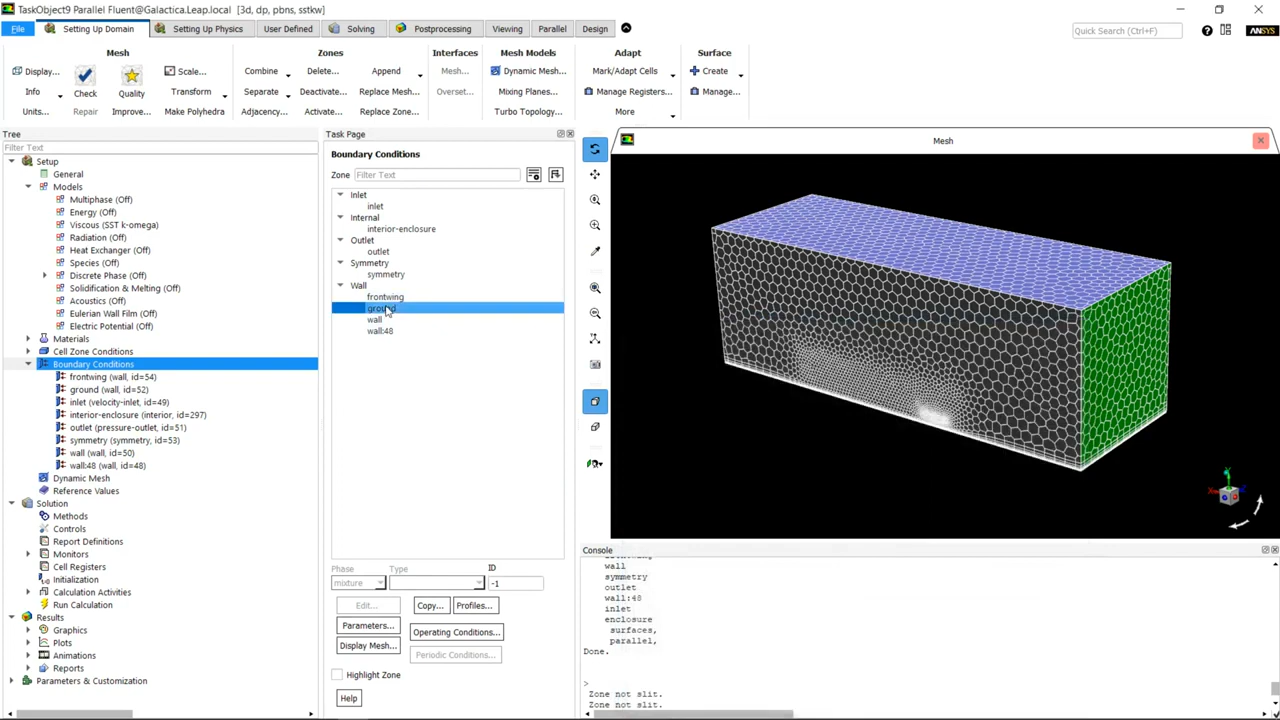 TaskObject9 Parallel Fluent@Galactica.Leap.local [3d, dp, pbns, sstkw]
File
Setting Up Domain
Setting Up Physics
User Defined
Solving
Postprocessing
Viewing
Parallel
Design
Quick Search (Ctrl+F)
ANSYS
Mesh
Zones
Interfaces
Mesh Models
Adapt
Surface
Display...
Scale...
Combine
Delete...
Append
Mesh...
Dynamic Mesh...
Mark/Adapt Cells
Create
Info
Check
Quality
Transform
Separate
Deactivate...
Replace Mesh...
Overset...
Mixing Planes...
Manage Registers...
Manage...
Units...
Repair
Improve...
Make Polyhedra
Adjacency...
Activate...
Replace Zone...
Turbo Topology...
More
Tree
Filter Text
Setup
General
Models
Multiphase (Off)
Energy (Off)
Viscous (SST k-omega)
Radiation (Off)
Heat Exchanger (Off)
Species (Off)
Discrete Phase (Off)
Solidification & Melting (Off)
Acoustics (Off)
Eulerian Wall Film (Off)
Electric Potential (Off)
Materials
Cell Zone Conditions
Boundary Conditions
frontwing (wall, id=54)
ground (wall, id=52)
inlet (velocity-inlet, id=49)
interior-enclosure (interior, id=297)
outlet (pressure-outlet, id=51)
symmetry (symmetry, id=53)
wall (wall, id=50)
wall:48 (wall, id=48)
Dynamic Mesh
Reference Values
Solution
Methods
Controls
Report Definitions
Monitors
Cell Registers
Initialization
Calculation Activities
Run Calculation
Results
Graphics
Plots
Animations
Reports
Parameters & Customization
Task Page
Boundary Conditions
Zone
Filter Text
Inlet
inlet
Internal
interior-enclosure
Outlet
outlet
Symmetry
symmetry
Wall
frontwing
ground
wall
wall:48
Phase
Type
ID
mixture
-1
Edit...
Copy...
Profiles...
Parameters...
Operating Conditions...
Display Mesh...
Periodic Conditions...
Highlight Zone
Help
Mesh
Console
wall
symmetry
outlet
wall:48
inlet
enclosure
surfaces,
parallel,
Done.
>
Zone not slit.
Zone not slit.